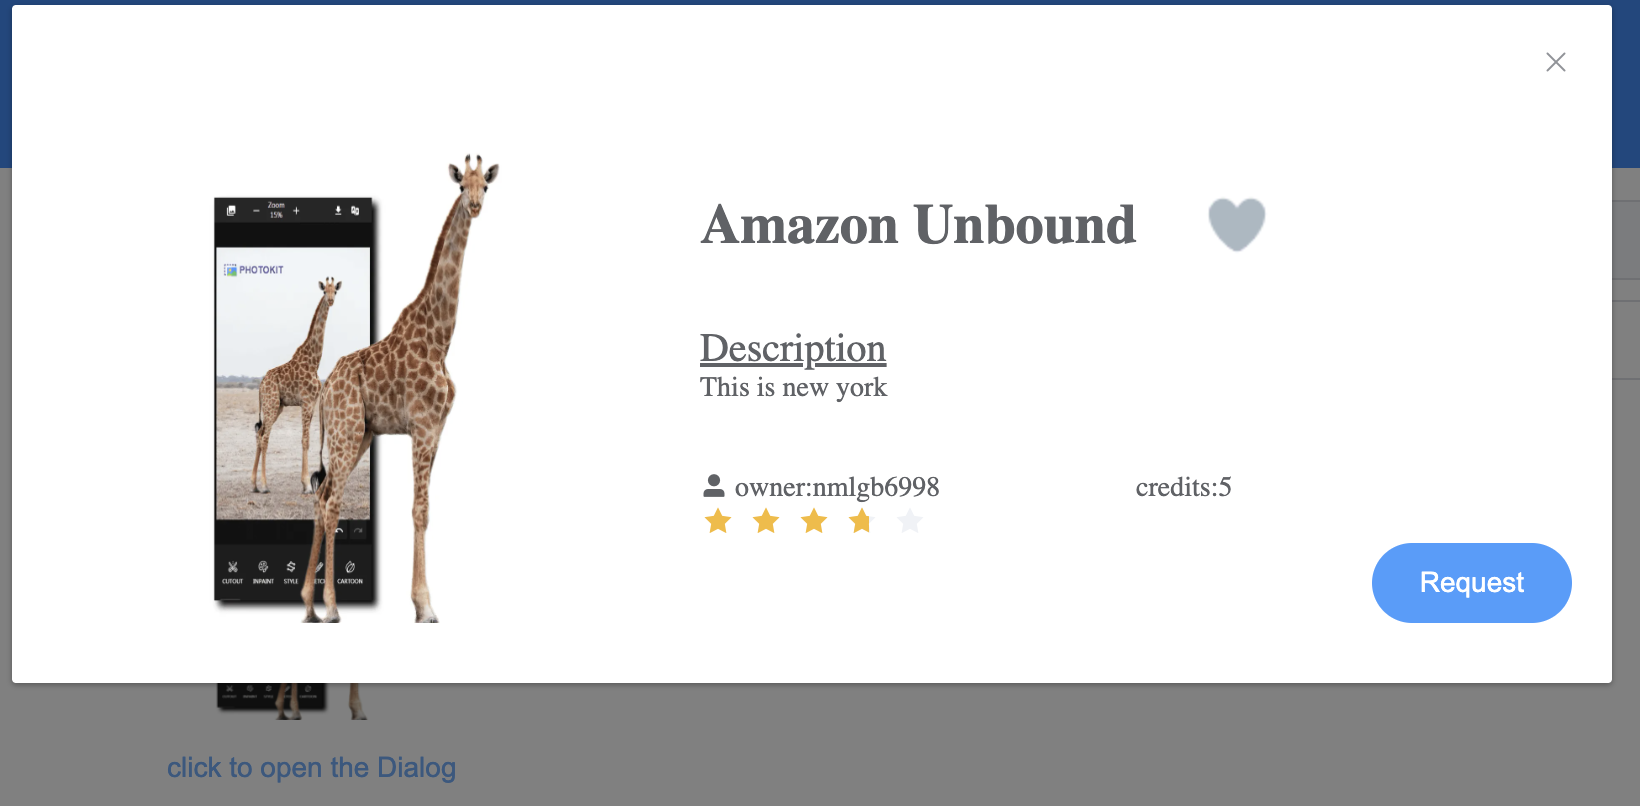 Zoom
15%
PHOTOKIT
CUTOUT INPAINT STYLE CARTOON
Amazon Unbound
Description
This is new york
owner:nmlgb6998 credits:5
Request
click to open the Dialog